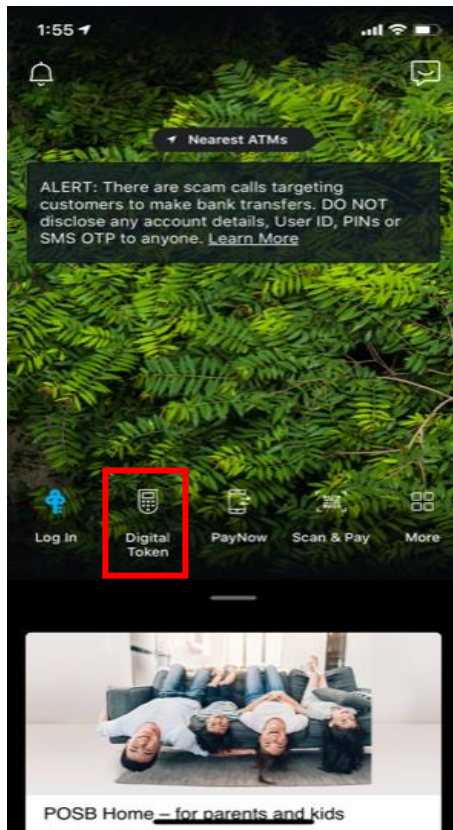 1:55
Nearest ATMs
ALERT: There are scam calls targeting
customers to make bank transfers. DO NOT
disclose any account details, User ID, PINs or
SMS OTP to anyone. Learn More
Log In
Digital
Token
PayNow
Scan & Pay
More
POSB Home – for parents and kids